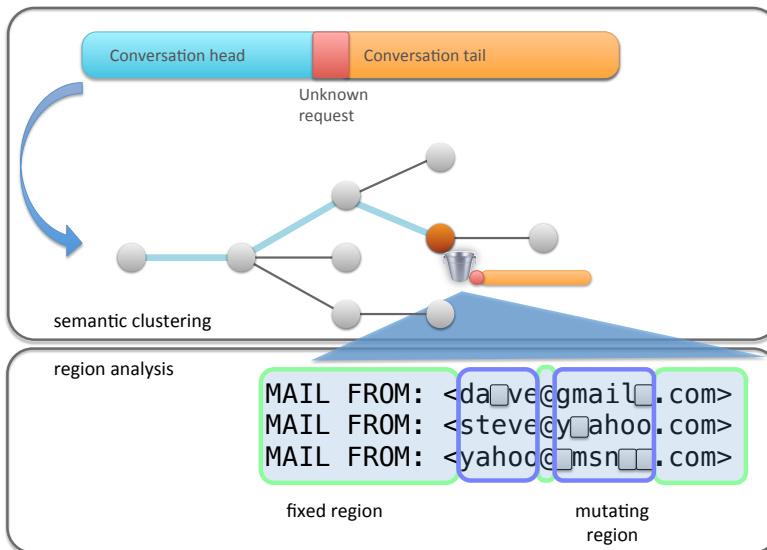 Conversation head
Conversation tail
Unknown
request
semantic clustering
region analysis
MAIL FROM: <da□ve@gmail□.com>
MAIL FROM: <steve@y□ahoo.com>
MAIL FROM: <yahoo@□msn□□.com>
fixed region
mutating
region